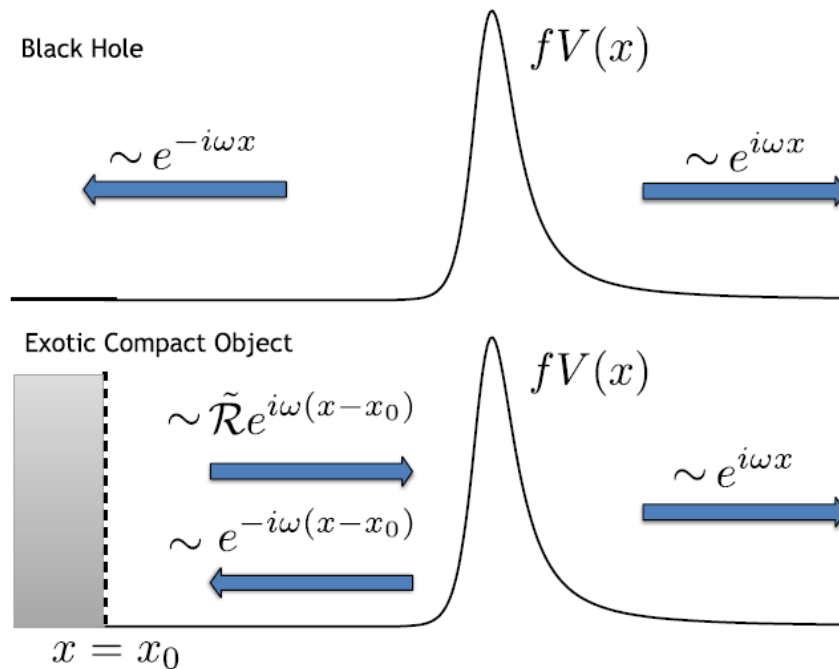 Black Hole
fV(x)
∼ e^{-iωx}
∼ e^{iωx}
Exotic Compact Object
fV(x)
∼ \tilde{\mathcal{R}}e^{iω(x-x_0)}
∼ e^{iωx}
∼ e^{-iω(x-x_0)}
x = x_0